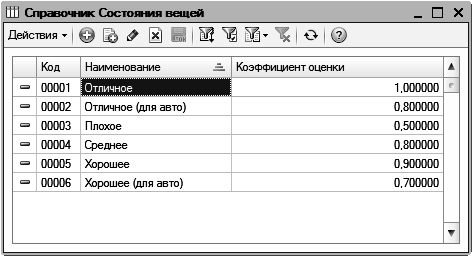 Справочник Состояния вещей
Действия
Код Наименование Коэффициент оценки
00001 Отличное 1,000000
00002 Отличное (для авто) 0,800000
00003 Плохое 0,500000
00004 Среднее 0,800000
00005 Хорошее 0,900000
00006 Хорошее (для авто) 0,700000